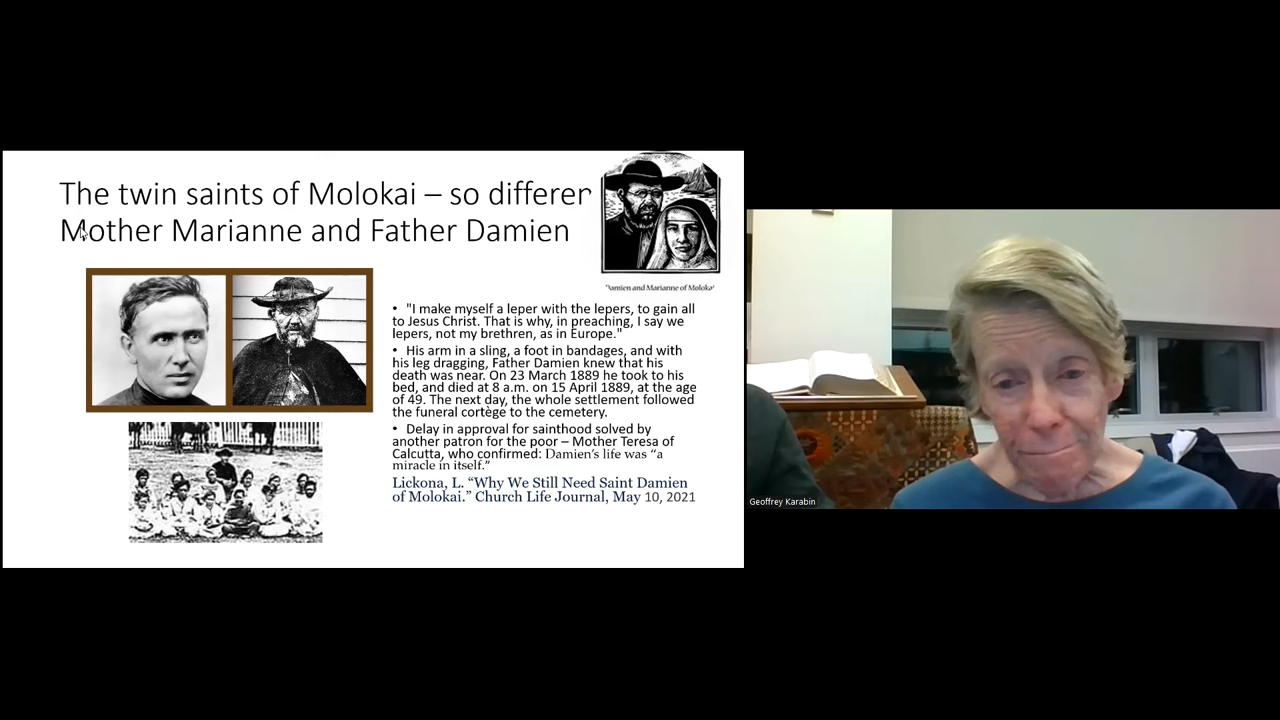 The twin saints of Molokai – so differen
Mother Marianne and Father Damien
Damien and Marianne of Moloka'
• "I make myself a leper with the lepers, to gain all
to Jesus Christ. That is why, in preaching, I say we
lepers, not my brethren, as in Europe."
• His arm in a sling, a foot in bandages, and with
his leg dragging, Father Damien knew that his
death was near. On 23 March 1889 he took to his
bed, and died at 8 a.m. on 15 April 1889, at the age
of 49. The next day, the whole settlement followed
the funeral cortège to the cemetery.
• Delay in approval for sainthood solved by
another patron for the poor – Mother Teresa of
Calcutta, who confirmed: Damien's life was "a
miracle in itself."
Lickona, L. "Why We Still Need Saint Damien
of Molokai." Church Life Journal, May 10, 2021
Geoffrey Karabin